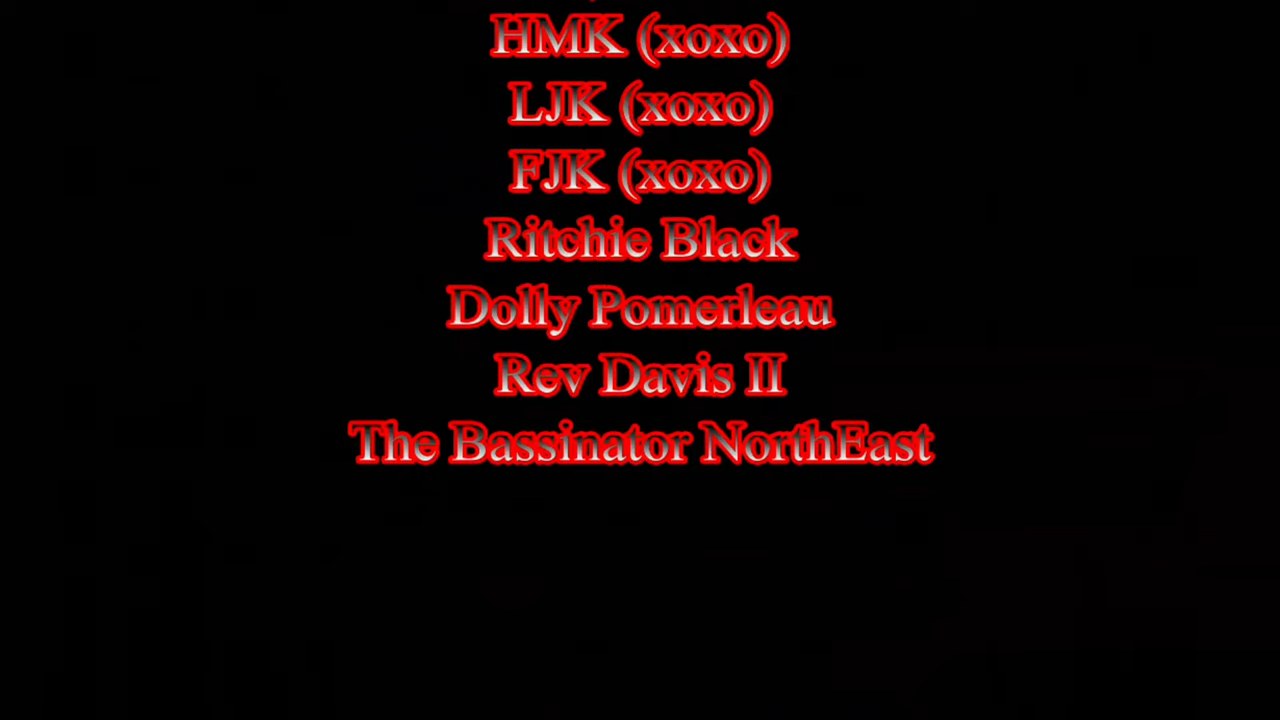 HMK (xoxo)
LJK (xoxo)
FJK (xoxo)
Ritchie Black
Dolly Pomerleau
Rev Davis II
The Bassinator NorthEast